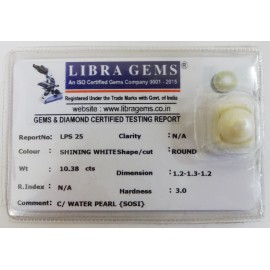 LIBRA GEMS
An ISO Certified Gems Company 9001 - 2015
Registered Under the Trade Marks with Govt. of India
website : www.libragems.co.in
GEMS & DIAMOND CERTIFIED TESTING REPORT
ReportNo: LPS 25 Clarity : N/A
Colour : SHINING WHITE Shape/cut : ROUND
Wt : 10.38 cts Dimension : 1.2-1.3-1.2
R.Index : N/A Hardness : 3.0
Comment : C/ WATER PEARL {SOSI}